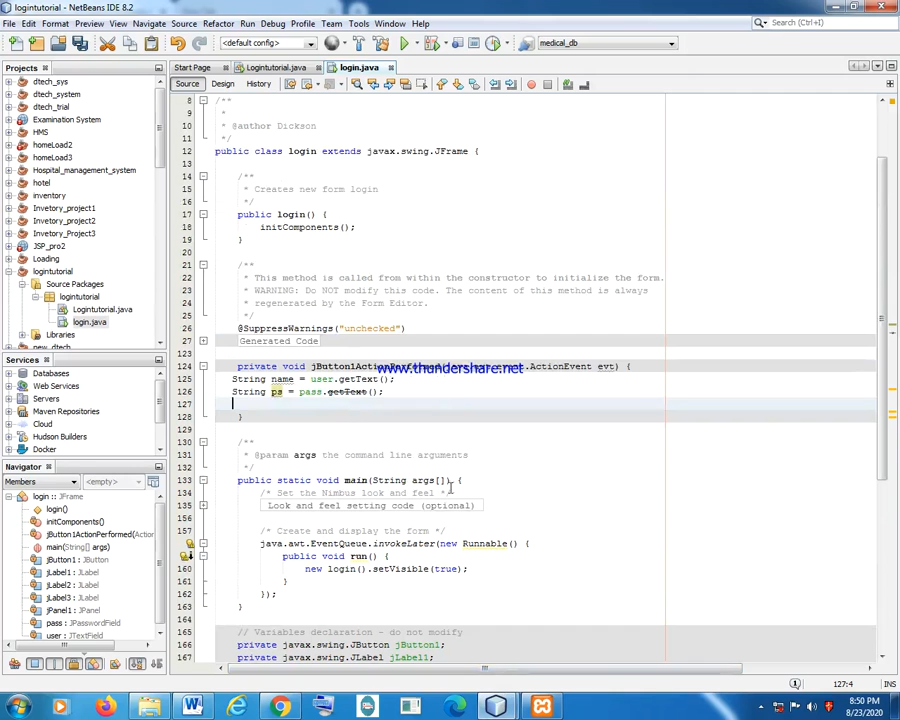 logintutorial - NetBeans IDE 8.2
File Edit View Navigate Source Refactor Run Debug Profile Team Tools Window Help
Search (Ctrl+I)
<default config>
medical_db
Projects
Start Page
Logintutorial.java
login.java
Source Design History
dtech_sys
dtech_system
dtech_trial
Examination System
HMS
homeLoad2
homeLoad3
Hospital_management_system
hotel
inventory
Invetory_project1
Invetory_project2
Invetory_Project3
JSP_pro2
Loading
logintutorial
Source Packages
logintutorial
Logintutorial.java
login.java
Libraries
new_dtech
Services
Databases
Web Services
Servers
Maven Repositories
Cloud
Hudson Builders
Docker
Navigator
Members
<empty>
login :: JFrame
login()
initComponents()
jButton1ActionPerformed(Action
main(String[] args)
jButton1 : JButton
jLabel1 : JLabel
jLabel2 : JLabel
jLabel3 : JLabel
jPanel1 : JPanel
pass : JPasswordField
user : JTextField
8 /**
9 *
10 * @author Dickson
11 */
12 public class login extends javax.swing.JFrame {
13
14 /**
15 * Creates new form login
16 */
17 public login() {
18 initComponents();
19 }
20
21 /**
22 * This method is called from within the constructor to initialize the form.
23 * WARNING: Do NOT modify this code. The content of this method is always
24 * regenerated by the Form Editor.
25 */
26 @SuppressWarnings("unchecked")
27 Generated Code
123
124 private void jButton1ActionPerformed(java.awt.event.ActionEvent evt) {
www.thundershare.net
125 String name = user.getText();
126 String ps = pass.getText();
127
128 }
129
130 /**
131 * @param args the command line arguments
132 */
133 public static void main(String args[]) {
134 /* Set the Nimbus look and feel */
135 Look and feel setting code (optional)
156
157 /* Create and display the form */
java.awt.EventQueue.invokeLater(new Runnable() {
public void run() {
160 new login().setVisible(true);
161 }
162 });
163 }
164
165 // Variables declaration - do not modify
166 private javax.swing.JButton jButton1;
167 private javax.swing.JLabel jLabel1;
127:4 INS
8:50 PM
8/23/2020